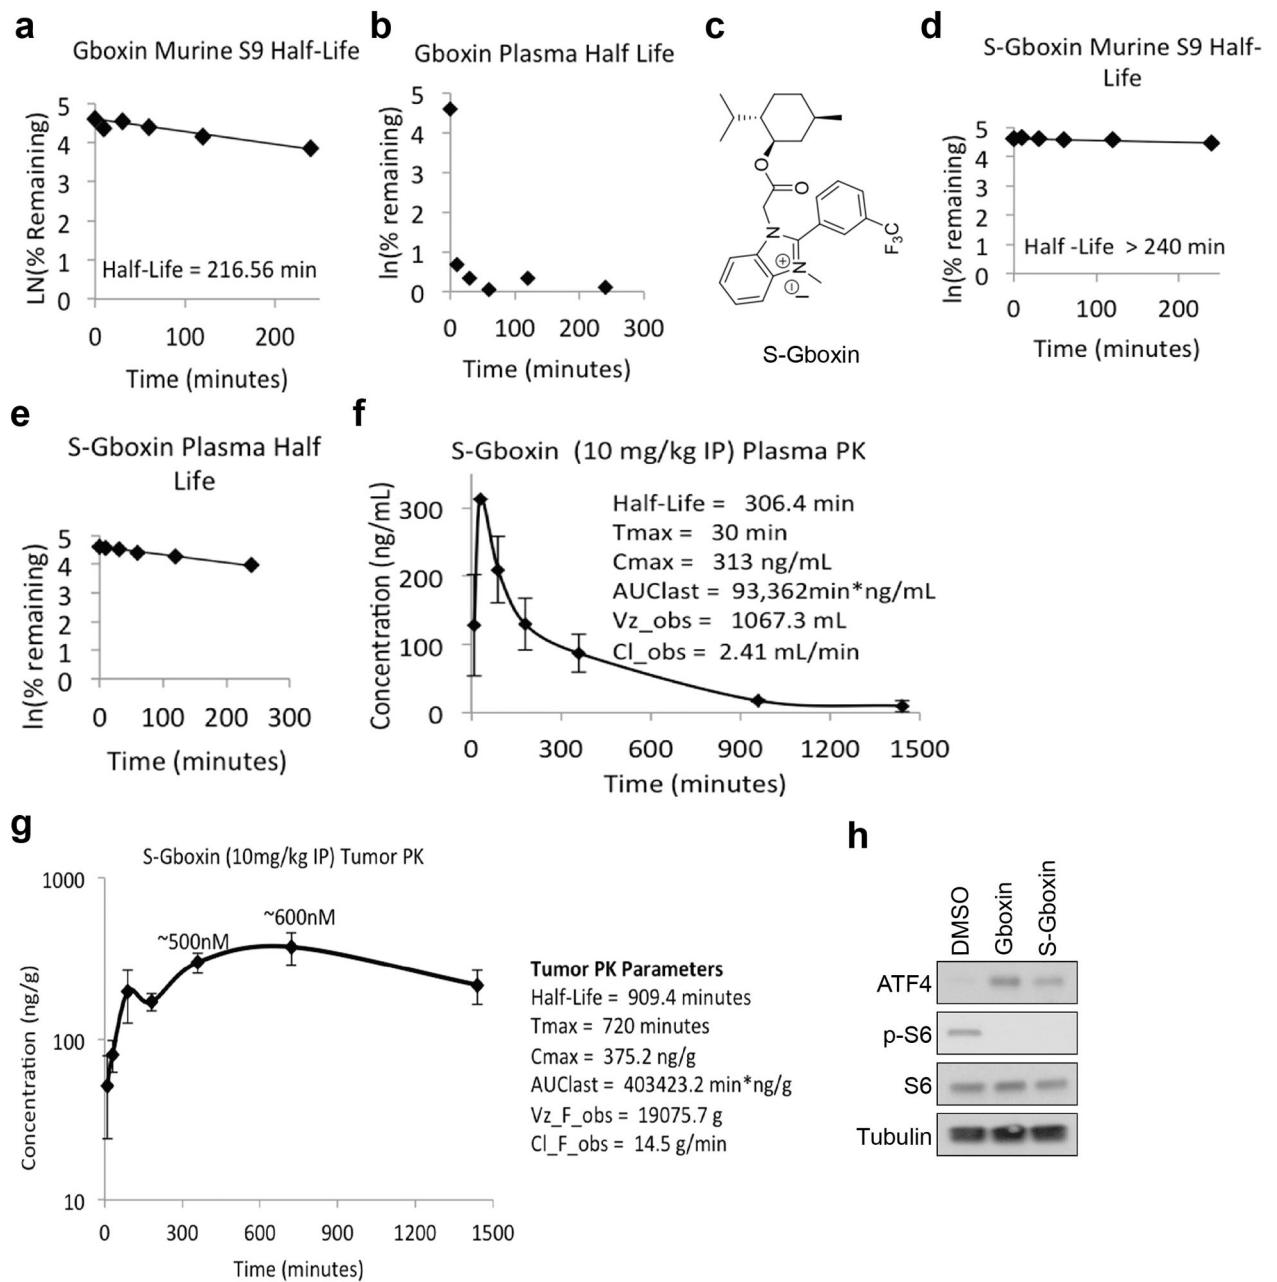 a
Gboxin Murine S9 Half-Life
LN(% Remaining)
5
4
3
2
1
0
Half-Life = 216.56 min
0 100 200
Time (minutes)
b
Gboxin Plasma Half Life
ln(% remaining)
5
4
3
2
1
0
0 100 200 300
Time (minutes)
c
O
O
N
N
+
I
F3C
S-Gboxin
d
S-Gboxin Murine S9 Half-
Life
ln(% remaining)
5
4
3
2
1
0
Half -Life > 240 min
0 100 200
Time (minutes)
e
S-Gboxin Plasma Half
Life
ln(% remaining)
5
4
3
2
1
0
0 100 200 300
Time (minutes)
f
S-Gboxin (10 mg/kg IP) Plasma PK
Concentration (ng/mL)
300
200
100
0
Half-Life = 306.4 min
Tmax = 30 min
Cmax = 313 ng/mL
AUClast = 93,362min*ng/mL
Vz_obs = 1067.3 mL
Cl_obs = 2.41 mL/min
0 300 600 900 1200 1500
Time (minutes)
g
S-Gboxin (10mg/kg IP) Tumor PK
Concentration (ng/g)
1000
100
10
~500nM
~600nM
0 300 600 900 1200 1500
Time (minutes)
Tumor PK Parameters
Half-Life = 909.4 minutes
Tmax = 720 minutes
Cmax = 375.2 ng/g
AUClast = 403423.2 min*ng/g
Vz_F_obs = 19075.7 g
Cl_F_obs = 14.5 g/min
h
DMSO
Gboxin
S-Gboxin
ATF4
p-S6
S6
Tubulin